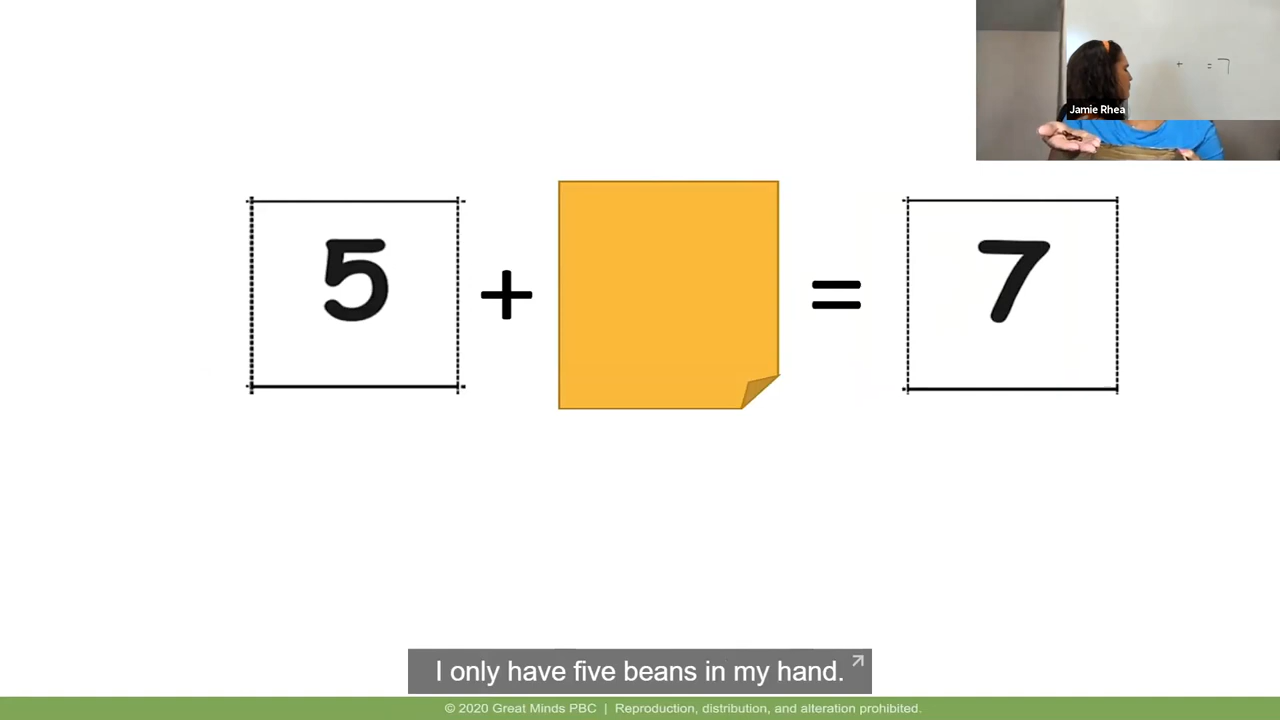 + =7
Jamie Rhea
5 + = 7
I only have five beans in my hand.
© 2020 Great Minds PBC | Reproduction, distribution, and alteration prohibited.